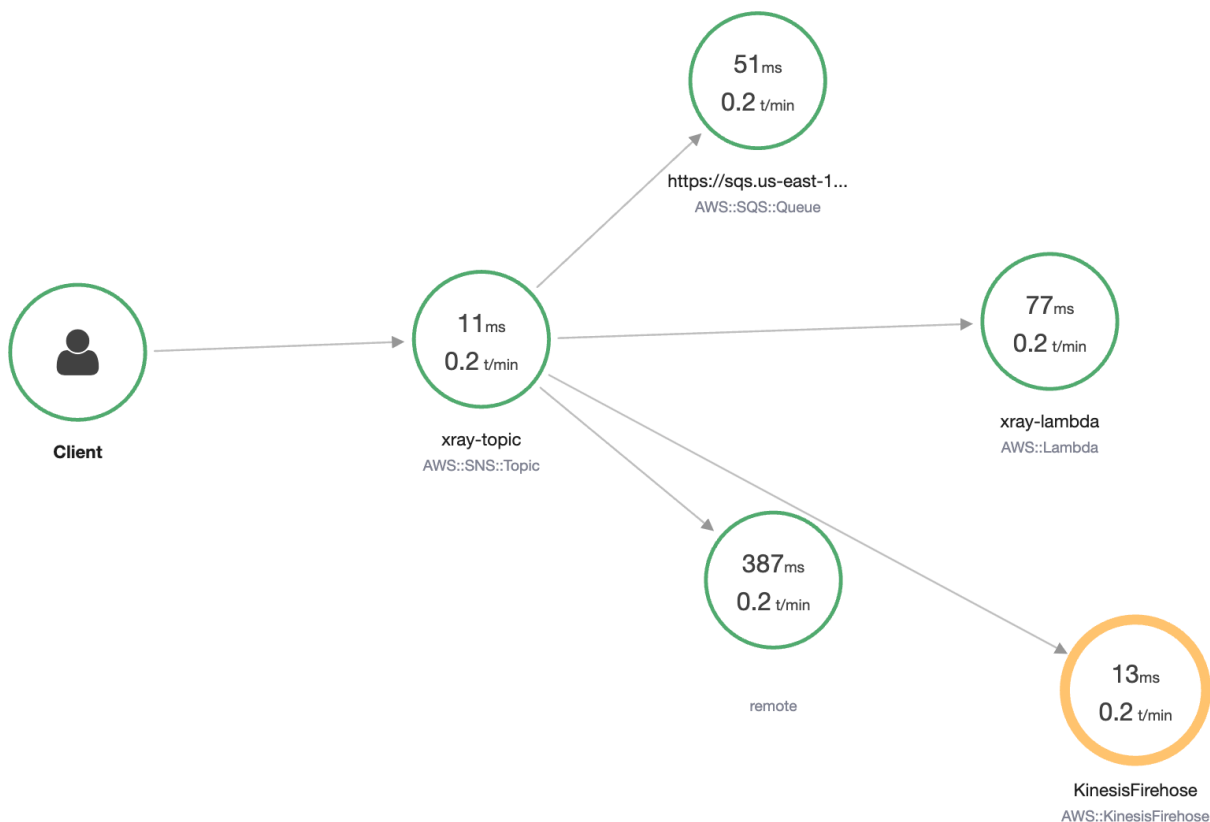 51ms
0.2 t/min
https://sqs.us-east-1...
AWS::SQS::Queue
Client
11ms
0.2 t/min
xray-topic
AWS::SNS::Topic
77ms
0.2 t/min
xray-lambda
AWS::Lambda
387ms
0.2 t/min
remote
13ms
0.2 t/min
KinesisFirehose
AWS::KinesisFirehose